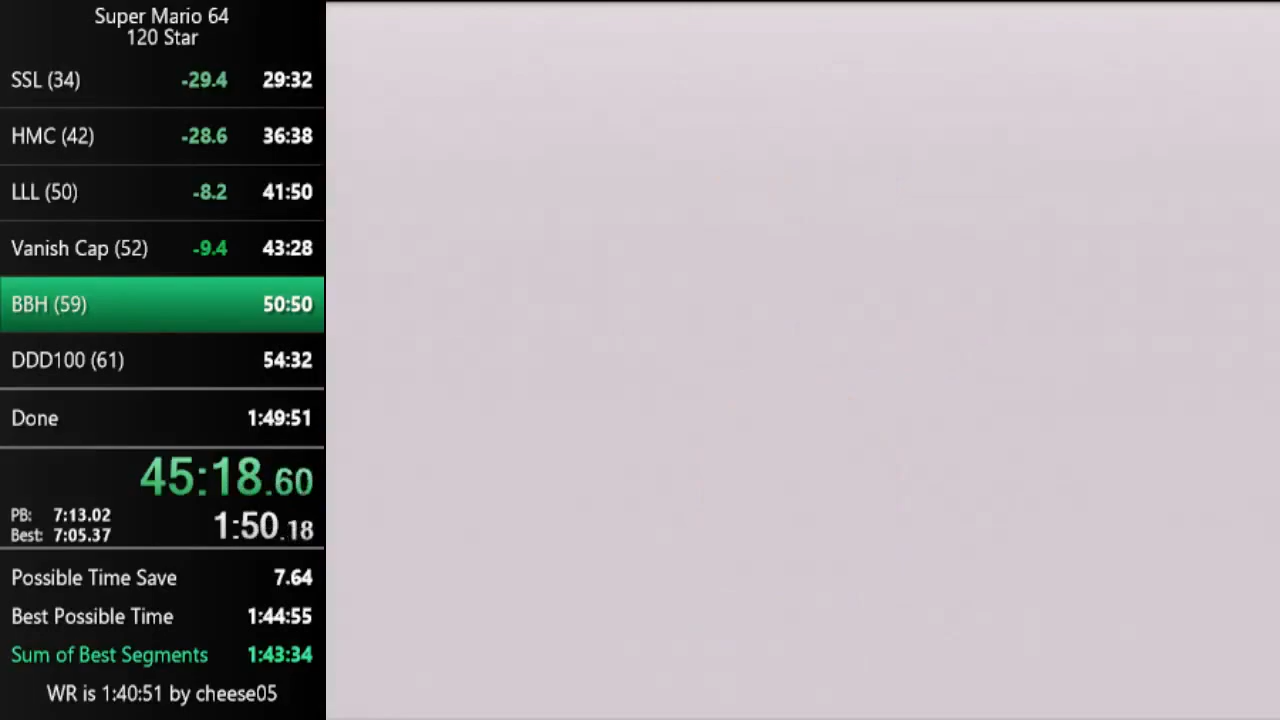 Super Mario 64
120 Star
SSL (34) -29.4 29:32
HMC (42) -28.6 36:38
LLL (50) -8.2 41:50
Vanish Cap (52) -9.4 43:28
BBH (59) 50:50
DDD100 (61) 54:32
Done 1:49:51
45:18.60
PB: 7:13.02
Best: 7:05.37
1:50.18
Possible Time Save 7.64
Best Possible Time 1:44:55
Sum of Best Segments 1:43:34
WR is 1:40:51 by cheese05